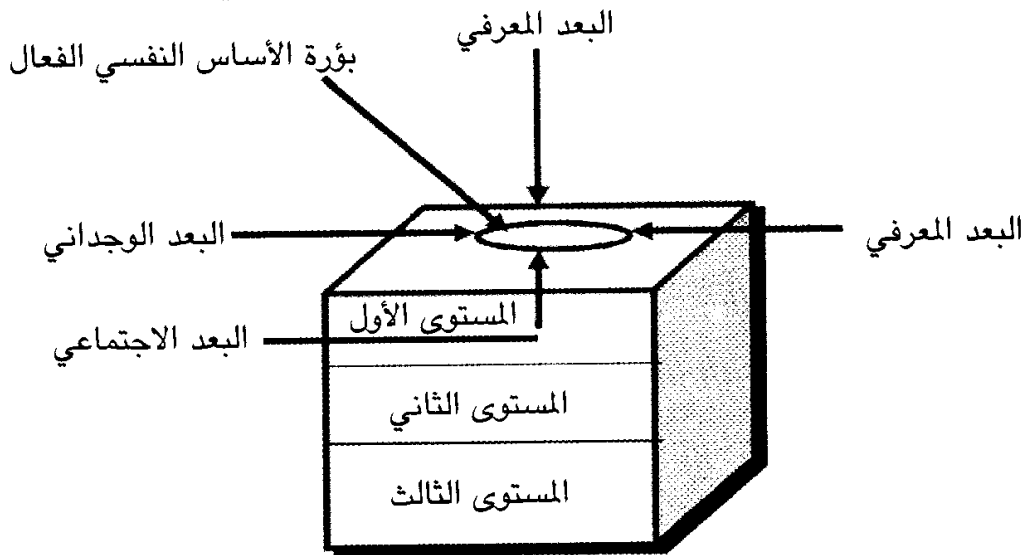 البعد المعرفي
بؤرة الأساس النفسي الفعال
البعد المعرفي
البعد الوجداني
المستوى الأول
البعد الاجتماعي
المستوى الثاني
المستوى الثالث